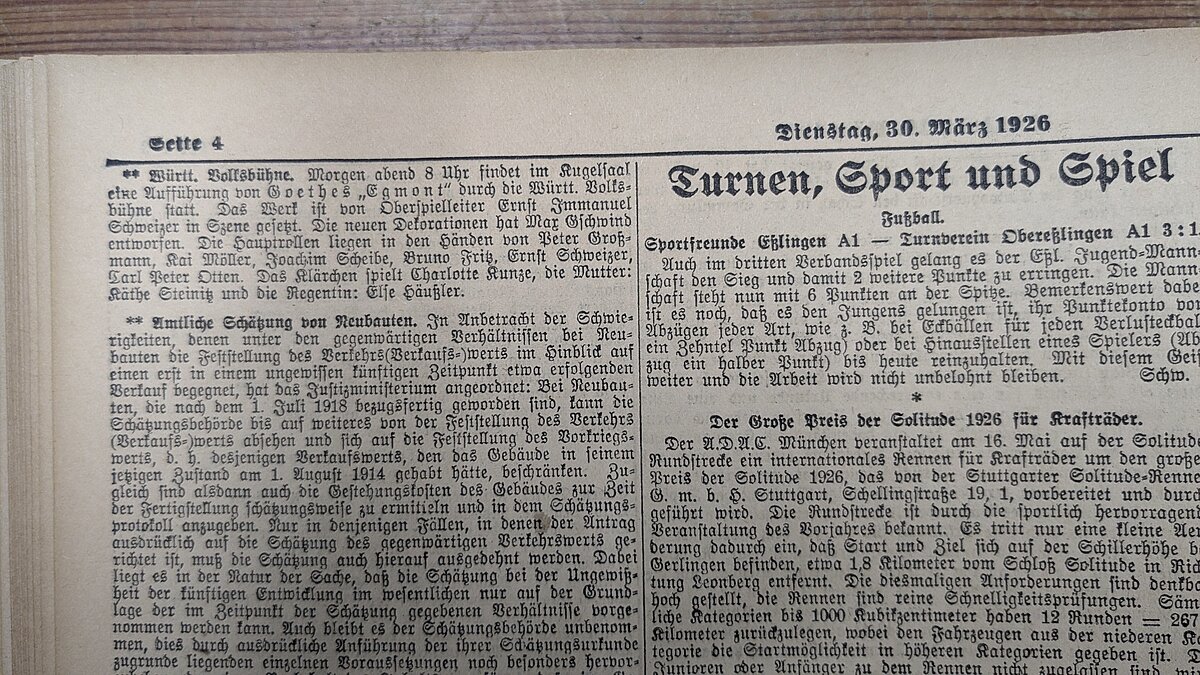 Seite 4
Dienstag, 30. März 1926
** Württ. Volksbühne. Morgen abend 8 Uhr findet im Kugelsaal
eine Aufführung von Goethes „Egmont“ durch die Württ. Volks-
bühne statt. Das Werk ist von Oberspielleiter Ernst Immanuel
Schweizer in Szene gesetzt. Die neuen Dekorationen hat Max Gschwind
entworfen. Die Hauptrollen liegen in den Händen von Peter Groß-
mann, Kai Möller, Joachim Scheibe, Bruno Fritz, Ernst Schweizer,
Carl Peter Otten. Das Klärchen spielt Charlotte Kunze, die Mutter:
Käthe Steinitz und die Regentin: Else Häußler.
** Amtliche Schätzung von Neubauten. In Anbetracht der Schwie-
rigkeiten, denen unter den gegenwärtigen Verhältnissen bei Neu-
bauten die Feststellung des Verkehrs(Verkaufs-)werts im Hinblick auf
einen erst in einem ungewissen künftigen Zeitpunkt etwa erfolgenden
Verkauf begegnet, hat das Justizministerium angeordnet: Bei Neubau-
ten, die nach dem 1. Juli 1918 bezugsfertig geworden sind, kann die
Schätzungsbehörde bis auf weiteres von der Feststellung des Verkehrs
(Verkaufs-)werts absehen und sich auf die Feststellung des Vorkriegs-
werts, d. h. desjenigen Verkaufswerts, den das Gebäude in seinem
jetzigen Zustand am 1. August 1914 gehabt hätte, beschränken. Zu-
gleich sind alsdann auch die Gestehungskosten des Gebäudes zur Zeit
der Fertigstellung schätzungsweise zu ermitteln und in dem Schätzungs-
protokoll anzugeben. Nur in denjenigen Fällen, in denen der Antrag
ausdrücklich auf die Schätzung des gegenwärtigen Verkehrswerts ge-
richtet ist, muß die Schätzung auch hierauf ausgedehnt werden. Dabei
liegt es in der Natur der Sache, daß die Schätzung bei der Ungewiß-
heit der künftigen Entwicklung im wesentlichen nur auf der Grund-
lage der im Zeitpunkt der Schätzung gegebenen Verhältnisse vorge-
nommen werden kann. Auch bleibt es der Schätzungsbehörde unbenom-
men, dies durch ausdrückliche Anführung der ihrer Schätzungsurkunde
zugrunde liegenden einzelnen Voraussetzungen noch besonders hervor-
Turnen, Sport und Spiel
Fußball.
Sportfreunde Eßlingen A1 — Turnverein Obereßlingen A1 3:1.
Auch im dritten Verbandsspiel gelang es der Eßl. Jugend-Mann-
schaft den Sieg und damit 2 weitere Punkte zu erringen. Die Mann-
schaft steht nun mit 6 Punkten an der Spitze. Bemerkenswert dabe
ist es noch, daß es den Jungens gelungen ist, ihr Punktekonto von
Abzügen jeder Art, wie z. B. bei Eckbällen für jeden Verlusteckbal
ein Zehntel Punkt Abzug) oder bei Hinausstellen eines Spielers (Ab
zug ein halber Punkt) bis heute reinzuhalten. Mit diesem Gei
weiter und die Arbeit wird nicht unbelohnt bleiben. Schw.
*
Der Große Preis der Solitude 1926 für Krafträder.
Der A.D.A.C. München veranstaltet am 16. Mai auf der Solitude
Rundstrecke ein internationales Rennen für Krafträder um den große
Preis der Solitude 1926, das von der Stuttgarter Solitude-Renne
G. m. b. H. Stuttgart, Schellingstraße 19, 1, vorbereitet und durch
geführt wird. Die Rundstrecke ist durch die sportlich hervorragend
Veranstaltung des Vorjahres bekannt. Es tritt nur eine kleine Aen
derung dadurch ein, daß Start und Ziel sich auf der Schillerhöhe b
Gerlingen befinden, etwa 1,8 Kilometer vom Schloß Solitude in Rich
tung Leonberg entfernt. Die diesmaligen Anforderungen sind denkba
hoch gestellt, die Rennen sind reine Schnelligkeitsprüfungen. Säm
liche Kategorien bis 1000 Kubikzentimeter haben 12 Runden = 267
Kilometer zurückzulegen, wobei den Fahrzeugen aus der niederen Ka
tegorie die Startmöglichkeit in höheren Kategorien gegeben ist. D
Junioren oder Anfänger zu dem Rennen nicht zugelassen sind, wi